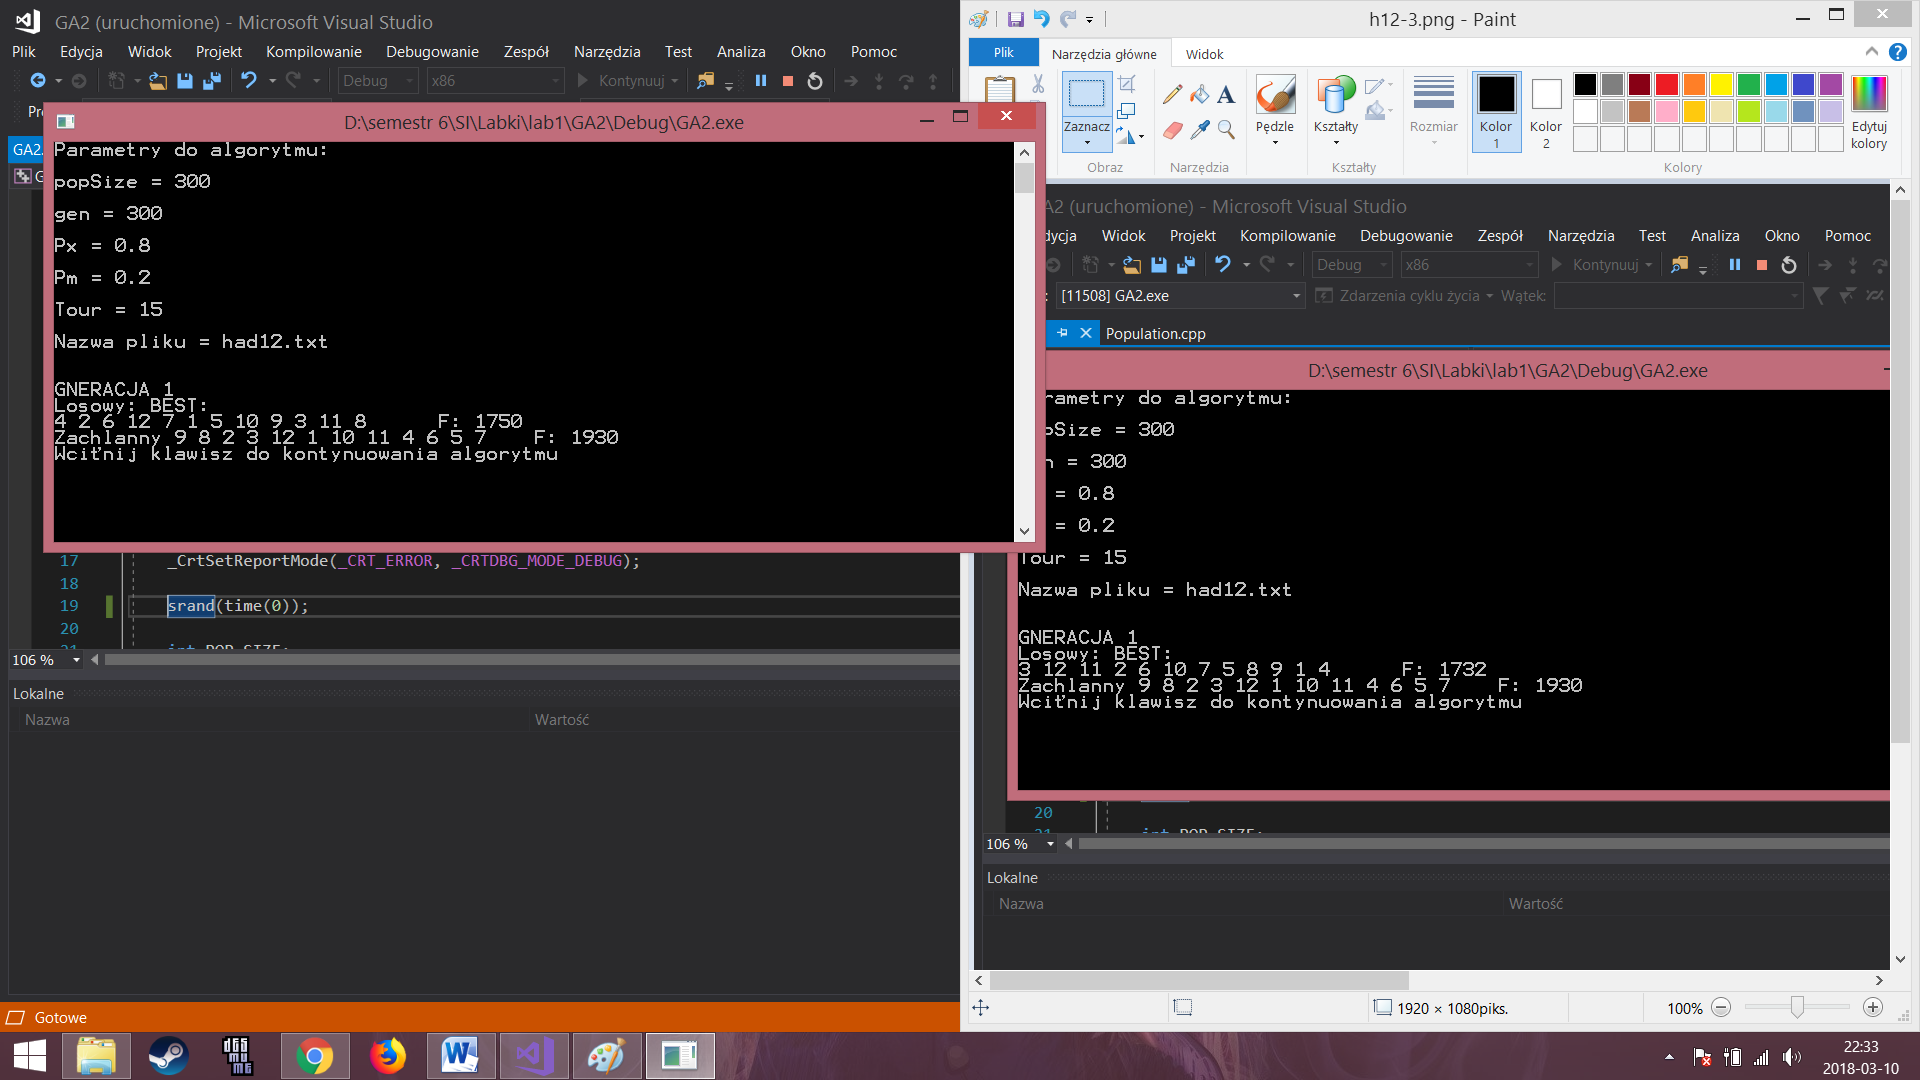 GA2 (uruchomione) - Microsoft Visual Studio
Plik Edycja Widok Projekt Kompilowanie Debugowanie Zespół Narzędzia Test Analiza Okno Pomoc
Debug x86 Kontynuuj
D:\semestr 6\SI\Labki\lab1\GA2\Debug\GA2.exe
GA2.
Parametry do algorytmu:
popSize = 300
gen = 300
Px = 0.8
Pm = 0.2
Tour = 15
Nazwa pliku = had12.txt
GNERACJA 1
Losowy: BEST:
4 2 6 12 7 1 5 10 9 3 11 8 F: 1750
Zachlanny 9 8 2 3 12 1 10 11 4 6 5 7 F: 1930
Wciťnij klawisz do kontynuowania algorytmu
17 _CrtSetReportMode(_CRT_ERROR, _CRTDBG_MODE_DEBUG);
18
19 srand(time(0));
20
21 int POP_SIZE;
106 %
Lokalne
Nazwa Wartość
Gotowe
h12-3.png - Paint
Plik Narzędzia główne Widok
Zaznacz
Obraz
Narzędzia
Pędzle
Kształty
Kształty
Rozmiar
Kolor 1
Kolor 2
Edytuj kolory
Kolory
GA2 (uruchomione) - Microsoft Visual Studio
dycja Widok Projekt Kompilowanie Debugowanie Zespół Narzędzia Test Analiza Okno Pomoc
Debug x86 Kontynuuj
: [11508] GA2.exe Zdarzenia cyklu życia Wątek:
Population.cpp
D:\semestr 6\SI\Labki\lab1\GA2\Debug\GA2.exe
rametry do algorytmu:
pSize = 300
n = 300
= 0.8
= 0.2
Tour = 15
Nazwa pliku = had12.txt
GNERACJA 1
Losowy: BEST:
3 12 11 2 6 10 7 5 8 9 1 4 F: 1732
Zachlanny 9 8 2 3 12 1 10 11 4 6 5 7 F: 1930
Wciťnij klawisz do kontynuowania algorytmu
20
21 int POP_SIZE;
106 %
Lokalne
Nazwa Wartość
1920 × 1080piks.
100%
22:33
2018-03-10